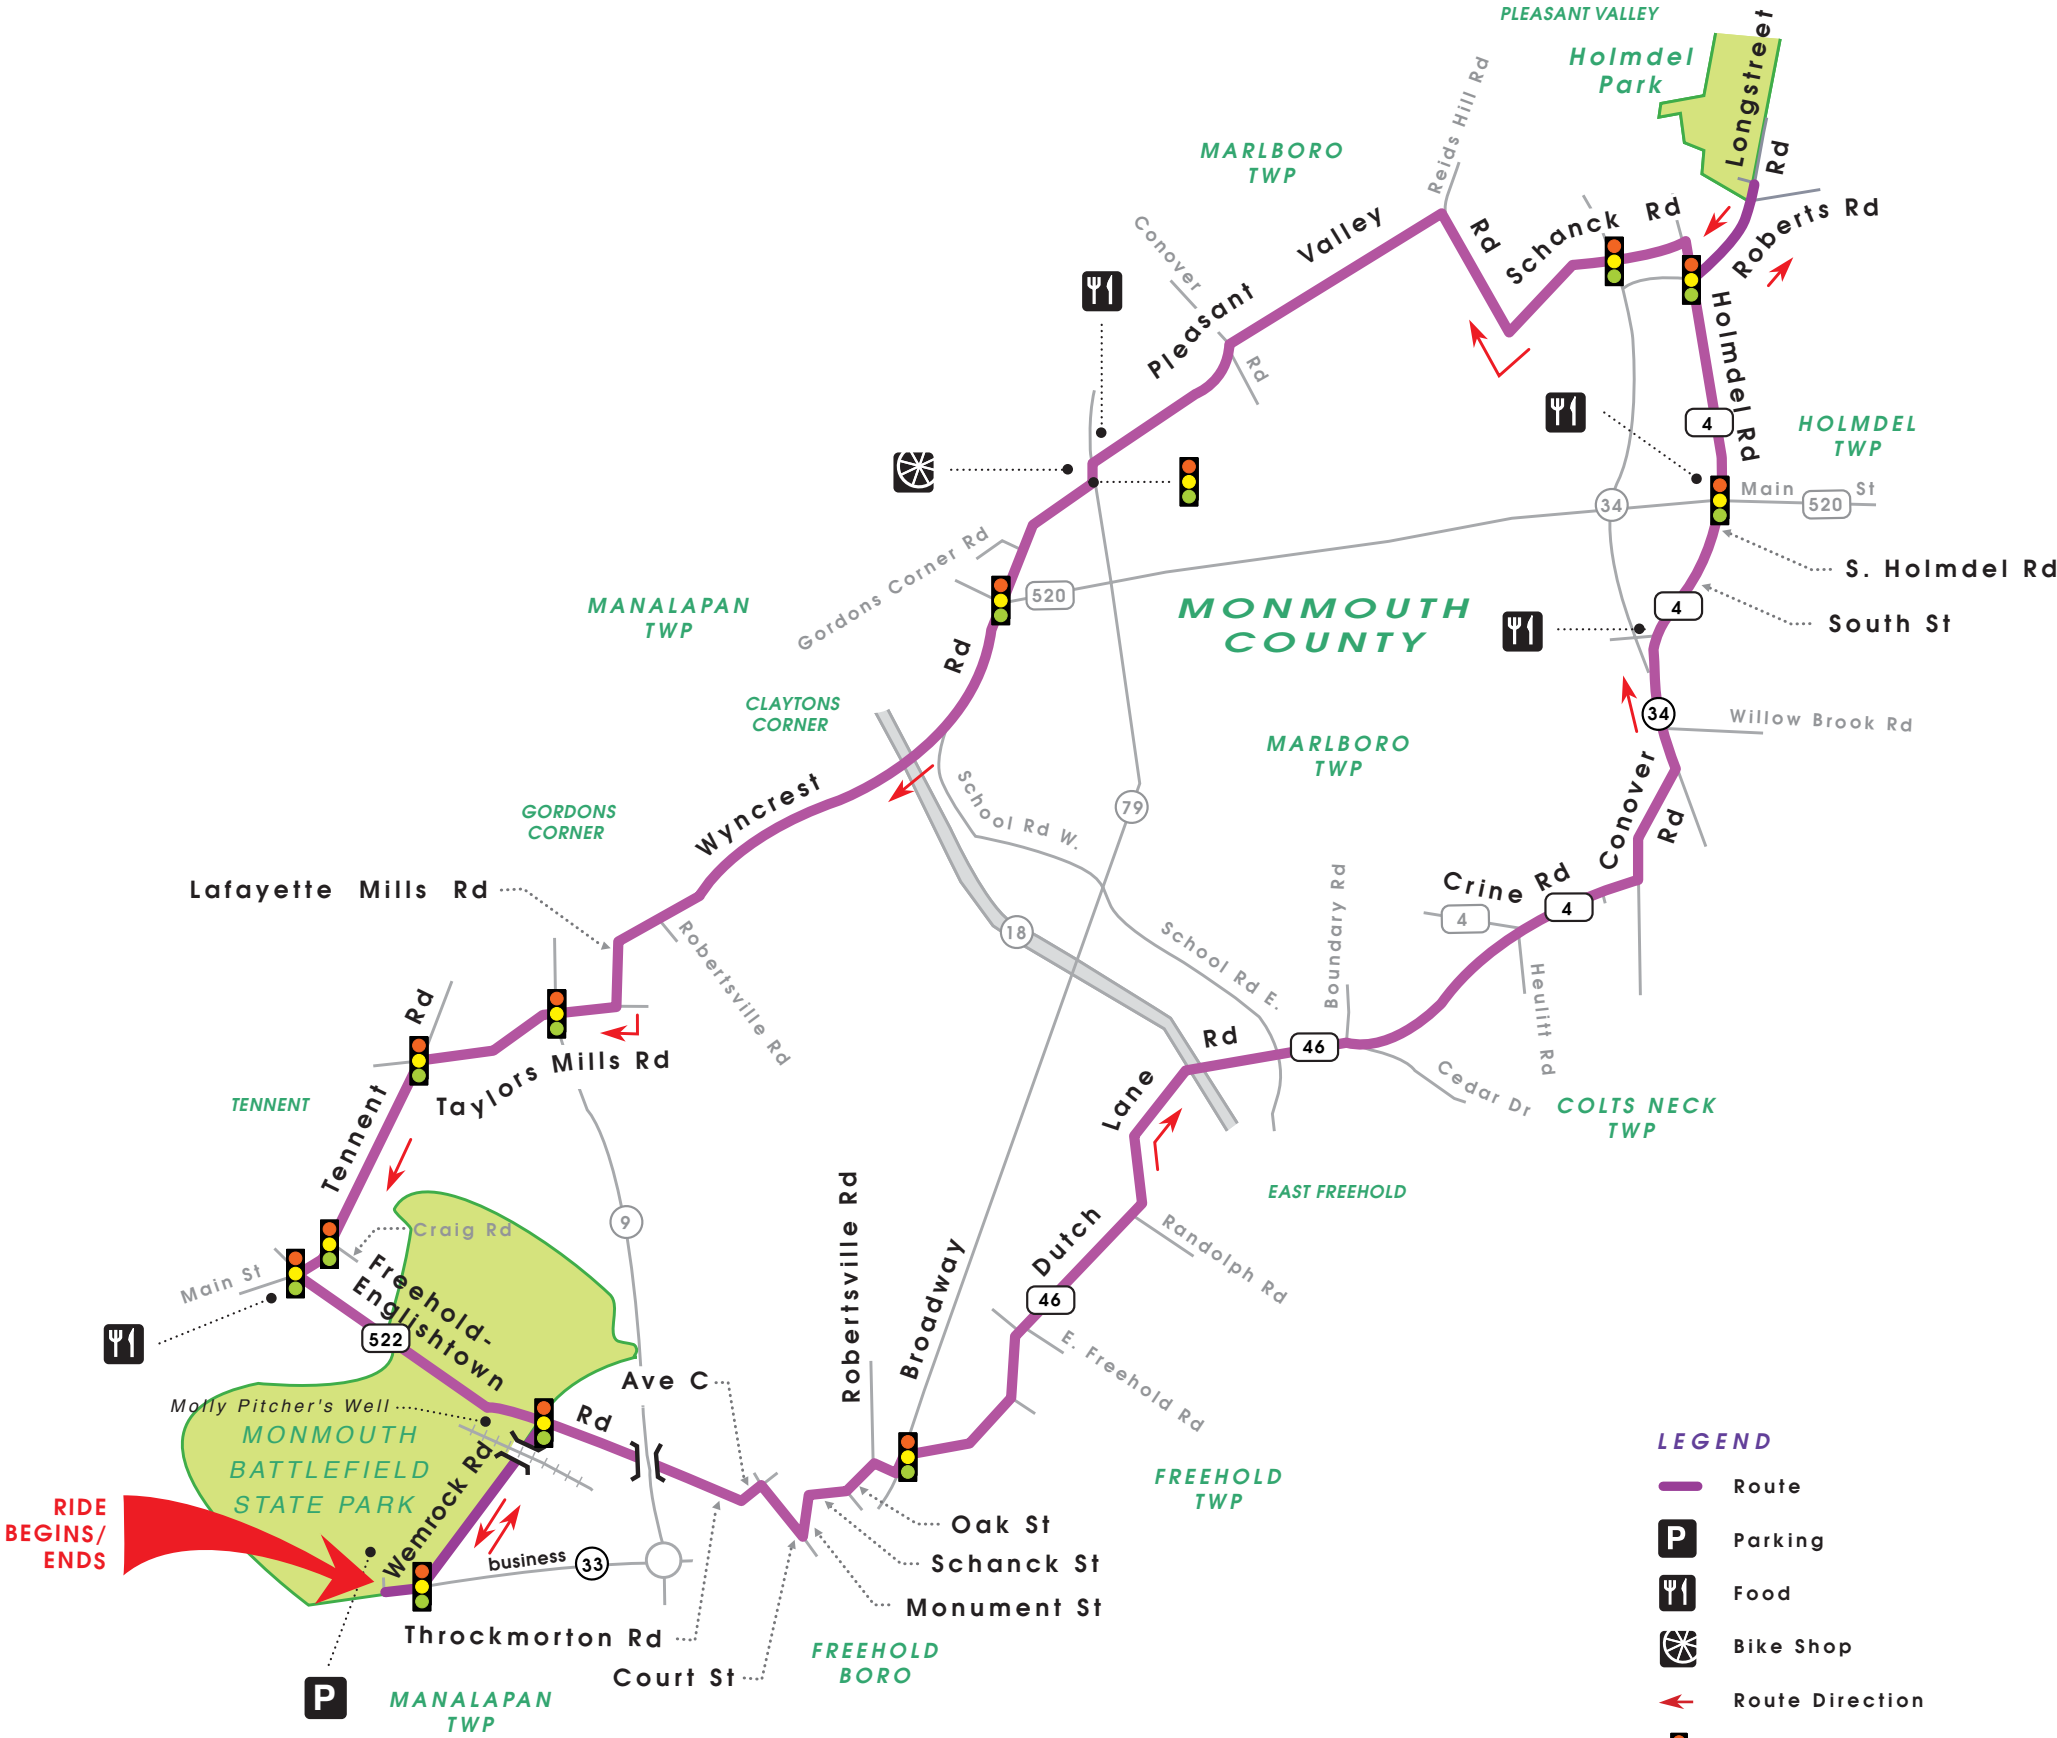 PLEASANT VALLEY
Holmdel
Park
Longstreet
Rd
Reids Hill Rd
MARLBORO
TWP
Schanck Rd
Roberts Rd
Conover
Rd
Pleasant Valley
Rd
Holmdel Rd
4
HOLMDEL
TWP
Main St
520
34
S. Holmdel Rd
Gordons Corner Rd
520
MANALAPAN
TWP
MONMOUTH
COUNTY
4
South St
Rd
CLAYTONS
CORNER
34
Willow Brook Rd
MARLBORO
TWP
Conover
Rd
Wyncrest
School Rd W.
79
GORDONS
CORNER
Lafayette Mills Rd
Robertsville Rd
18
School Rd E.
Boundary Rd
Crine Rd
4
4
Heulitt Rd
Rd
Taylors Mills Rd
TENNENT
Tennent
Rd
46
Lane
Cedar Dr
COLTS NECK
TWP
EAST FREEHOLD
Robertsville Rd
Broadway
Dutch
Randolph Rd
46
E. Freehold Rd
9
Craig Rd
Main St
Freehold-
Englishtown
522
Rd
Ave C
Molly Pitcher's Well
MONMOUTH
BATTLEFIELD
STATE PARK
Wemrock Rd
RIDE
BEGINS/
ENDS
business
33
FREEHOLD
TWP
Oak St
Schanck St
Monument St
Throckmorton Rd
Court St
FREEHOLD
BORO
P
MANALAPAN
TWP
LEGEND
Route
P
Parking
Food
Bike Shop
Route Direction